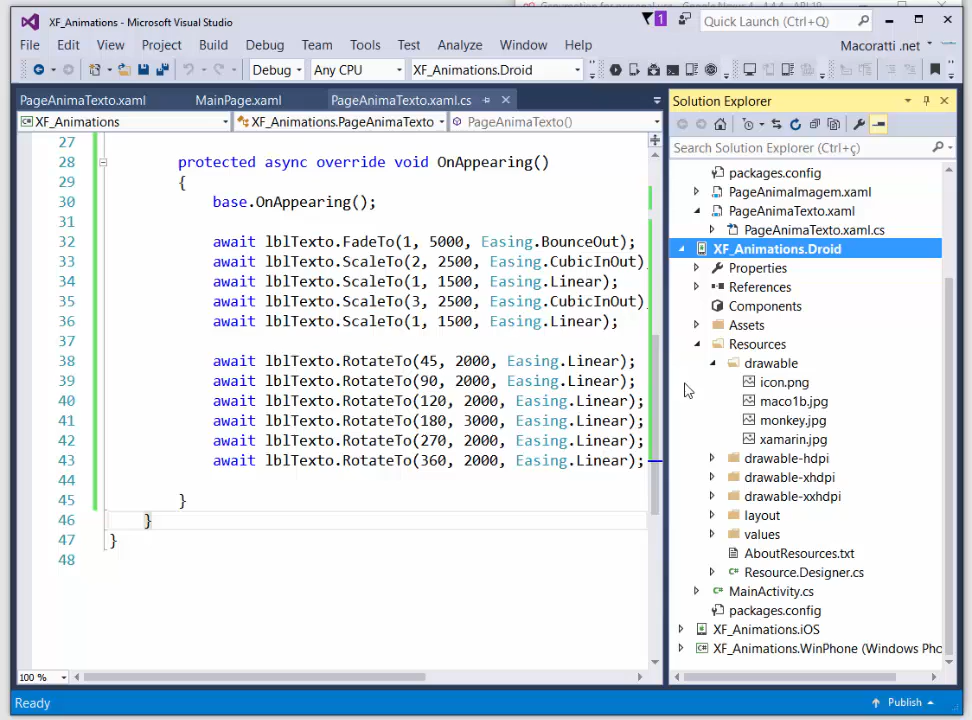 XF_Animations - Microsoft Visual Studio
1
Quick Launch (Ctrl+Q)
File Edit View Project Build Debug Team Tools Test Analyze Window Help
Macoratti .net
Debug Any CPU XF_Animations.Droid
PageAnimaTexto.xaml MainPage.xaml PageAnimaTexto.xaml.cs
XF_Animations XF_Animations.PageAnimaTexto PageAnimaTexto()
27
28 protected async override void OnAppearing()
29 {
30 base.OnAppearing();
31
32 await lblTexto.FadeTo(1, 5000, Easing.BounceOut);
33 await lblTexto.ScaleTo(2, 2500, Easing.CubicInOut)
34 await lblTexto.ScaleTo(1, 1500, Easing.Linear);
35 await lblTexto.ScaleTo(3, 2500, Easing.CubicInOut)
36 await lblTexto.ScaleTo(1, 1500, Easing.Linear);
37
38 await lblTexto.RotateTo(45, 2000, Easing.Linear);
39 await lblTexto.RotateTo(90, 2000, Easing.Linear);
40 await lblTexto.RotateTo(120, 2000, Easing.Linear);
41 await lblTexto.RotateTo(180, 3000, Easing.Linear);
42 await lblTexto.RotateTo(270, 2000, Easing.Linear);
43 await lblTexto.RotateTo(360, 2000, Easing.Linear);
44
45 }
46 }
47 }
48
100 %
Solution Explorer
Search Solution Explorer (Ctrl+ç)
packages.config
PageAnimaImagem.xaml
PageAnimaTexto.xaml
PageAnimaTexto.xaml.cs
XF_Animations.Droid
Properties
References
Components
Assets
Resources
drawable
icon.png
maco1b.jpg
monkey.jpg
xamarin.jpg
drawable-hdpi
drawable-xhdpi
drawable-xxhdpi
layout
values
AboutResources.txt
Resource.Designer.cs
MainActivity.cs
packages.config
XF_Animations.iOS
XF_Animations.WinPhone (Windows Pho
Ready
Publish